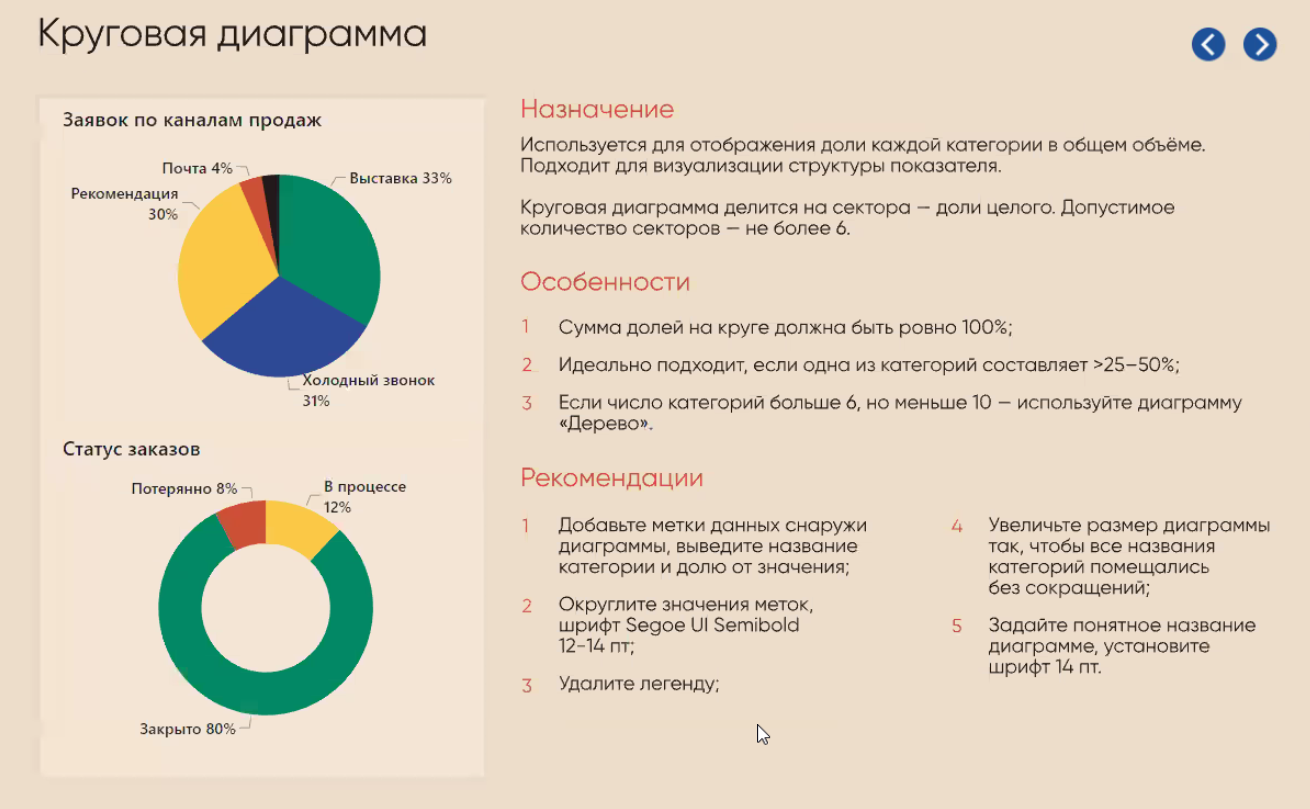 Круговая диаграмма
Заявок по каналам продаж
Почта 4%
Выставка 33%
Рекомендация
30%
Холодный звонок
31%
Статус заказов
Потерянно 8%
В процессе
12%
Закрыто 80%
Назначение
Используется для отображения доли каждой категории в общем объёме.
Подходит для визуализации структуры показателя.
Круговая диаграмма делится на сектора — доли целого. Допустимое
количество секторов — не более 6.
Особенности
1 Сумма долей на круге должна быть ровно 100%;
2 Идеально подходит, если одна из категорий составляет >25–50%;
3 Если число категорий больше 6, но меньше 10 — используйте диаграмму
«Дерево».
Рекомендации
1 Добавьте метки данных снаружи
диаграммы, выведите название
категории и долю от значения;
2 Округлите значения меток,
шрифт Segoe UI Semibold
12-14 пт;
3 Удалите легенду;
4 Увеличьте размер диаграммы
так, чтобы все названия
категорий помещались
без сокращений;
5 Задайте понятное название
диаграмме, установите
шрифт 14 пт.